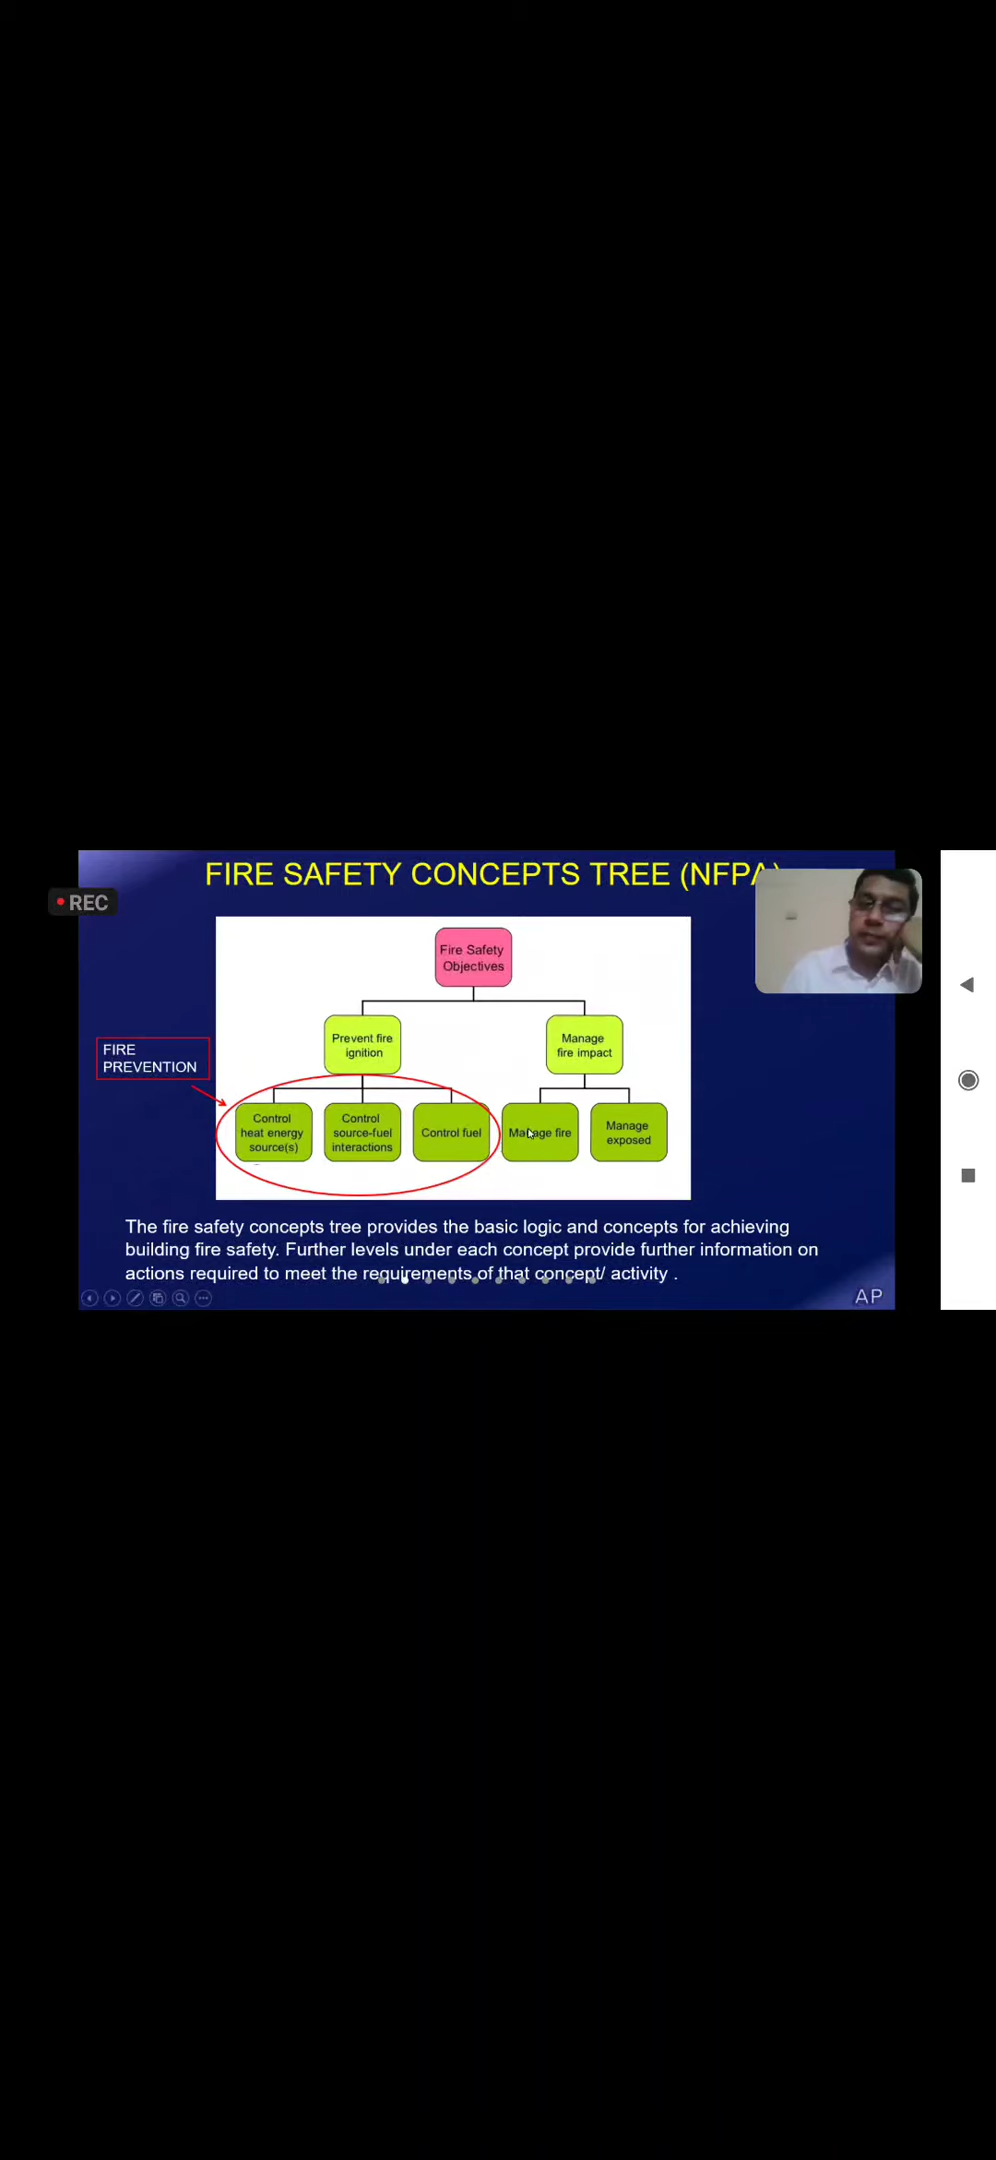 FIRE SAFETY CONCEPTS TREE (NFPA)
REC
Fire Safety
Objectives
Prevent fire
ignition
Manage
fire impact
FIRE
PREVENTION
Control
heat energy
source(s)
Control
source-fuel
interactions
Control fuel
Manage fire
Manage
exposed
The fire safety concepts tree provides the basic logic and concepts for achieving
building fire safety. Further levels under each concept provide further information on
actions required to meet the requirements of that concept/ activity .
AP